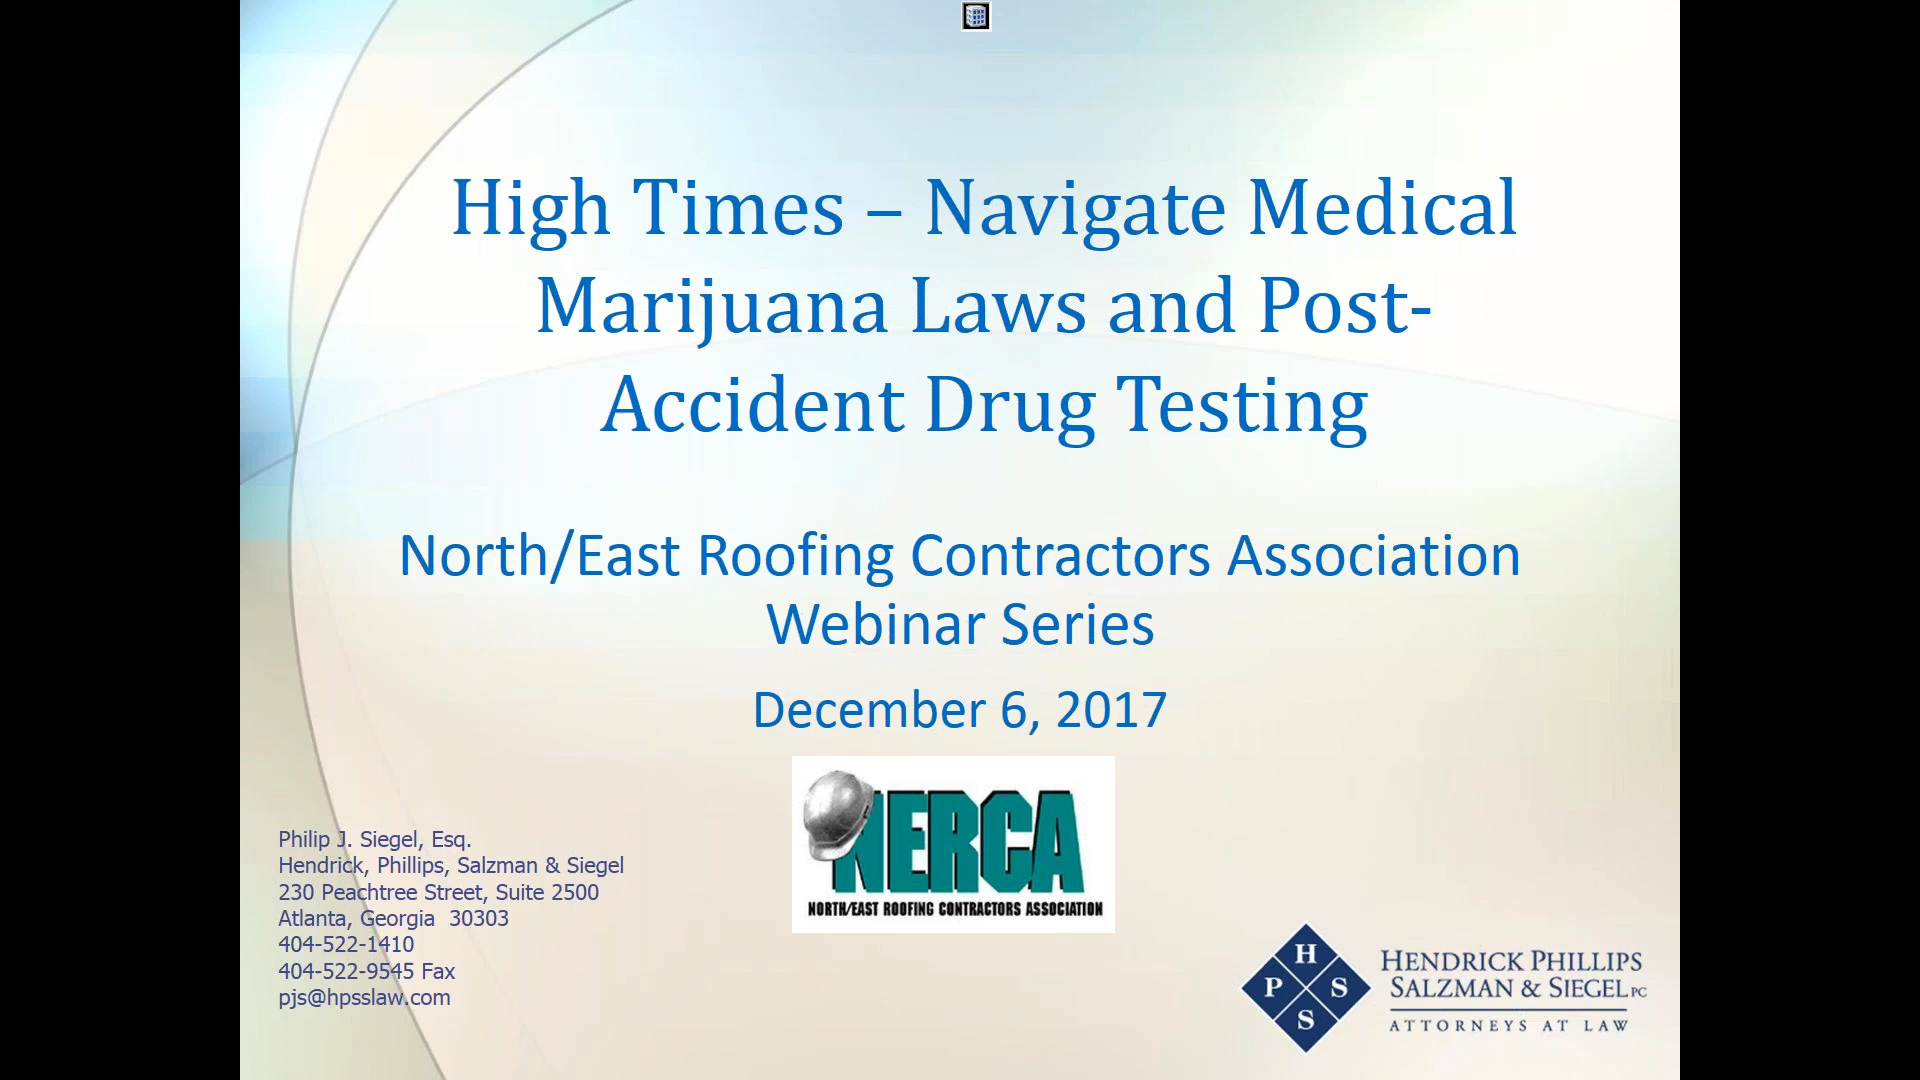 High Times – Navigate Medical
Marijuana Laws and Post-
Accident Drug Testing
North/East Roofing Contractors Association
Webinar Series
December 6, 2017
NERCA
NORTH/EAST ROOFING CONTRACTORS ASSOCIATION
Philip J. Siegel, Esq.
Hendrick, Phillips, Salzman & Siegel
230 Peachtree Street, Suite 2500
Atlanta, Georgia  30303
404-522-1410
404-522-9545 Fax
pjs@hpsslaw.com
H
P S
S
HENDRICK PHILLIPS
SALZMAN & SIEGEL PC
ATTORNEYS AT LAW